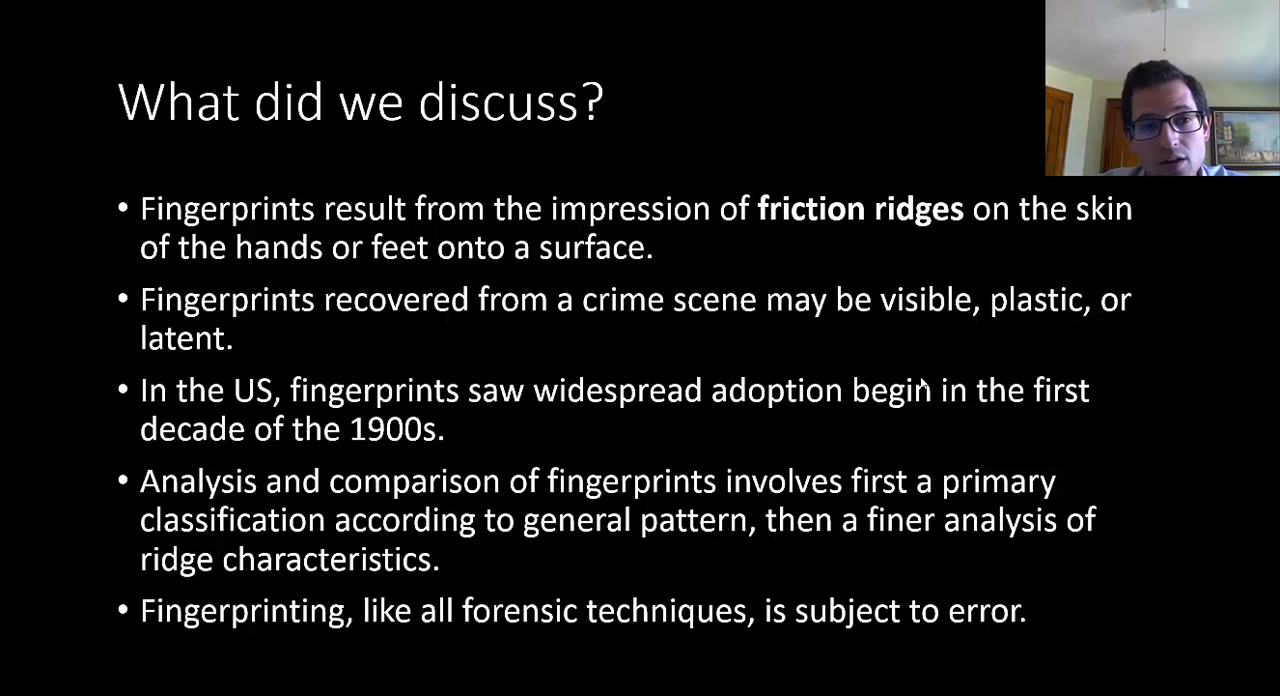 What did we discuss?
• Fingerprints result from the impression of friction ridges on the skin
of the hands or feet onto a surface.
• Fingerprints recovered from a crime scene may be visible, plastic, or
latent.
• In the US, fingerprints saw widespread adoption begin in the first
decade of the 1900s.
• Analysis and comparison of fingerprints involves first a primary
classification according to general pattern, then a finer analysis of
ridge characteristics.
• Fingerprinting, like all forensic techniques, is subject to error.